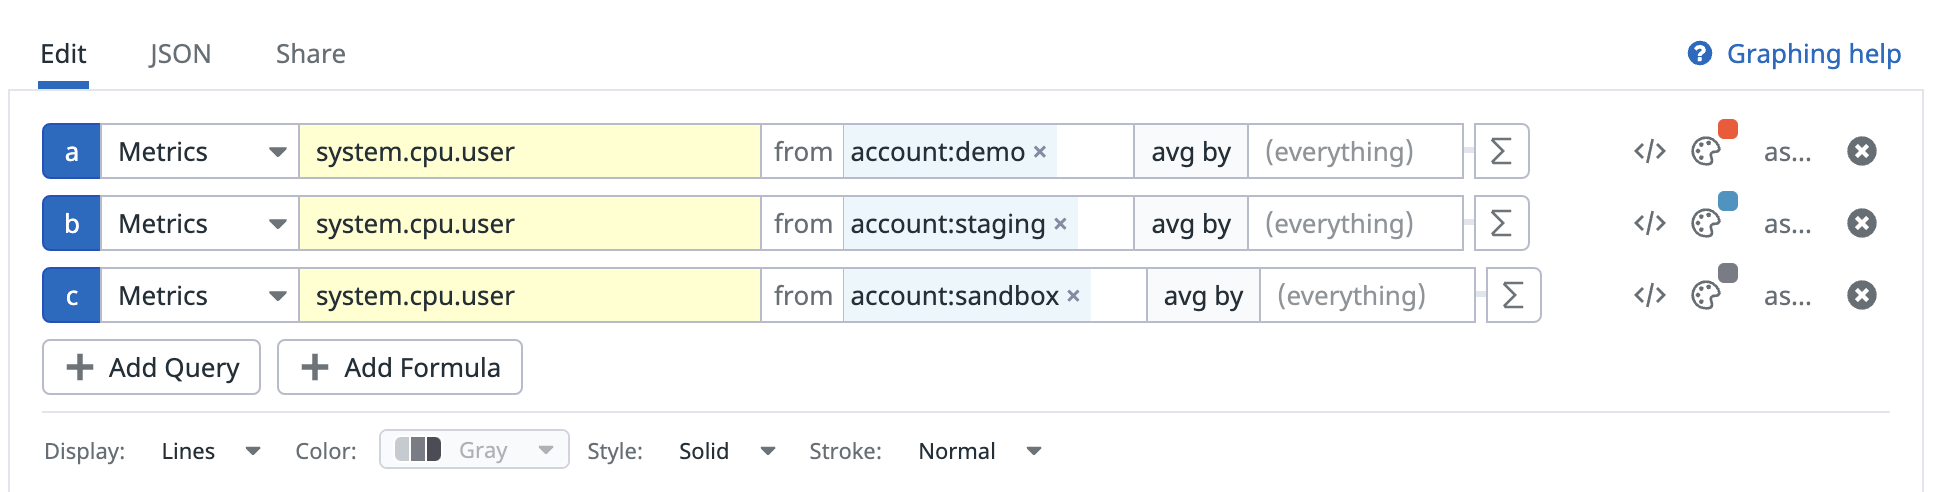 Edit JSON Share Graphing help
a Metrics system.cpu.user from account:demo × avg by (everything) Σ </> as...
b Metrics system.cpu.user from account:staging × avg by (everything) Σ </> as...
c Metrics system.cpu.user from account:sandbox × avg by (everything) Σ </> as...
+ Add Query + Add Formula
Display: Lines Color: Gray Style: Solid Stroke: Normal